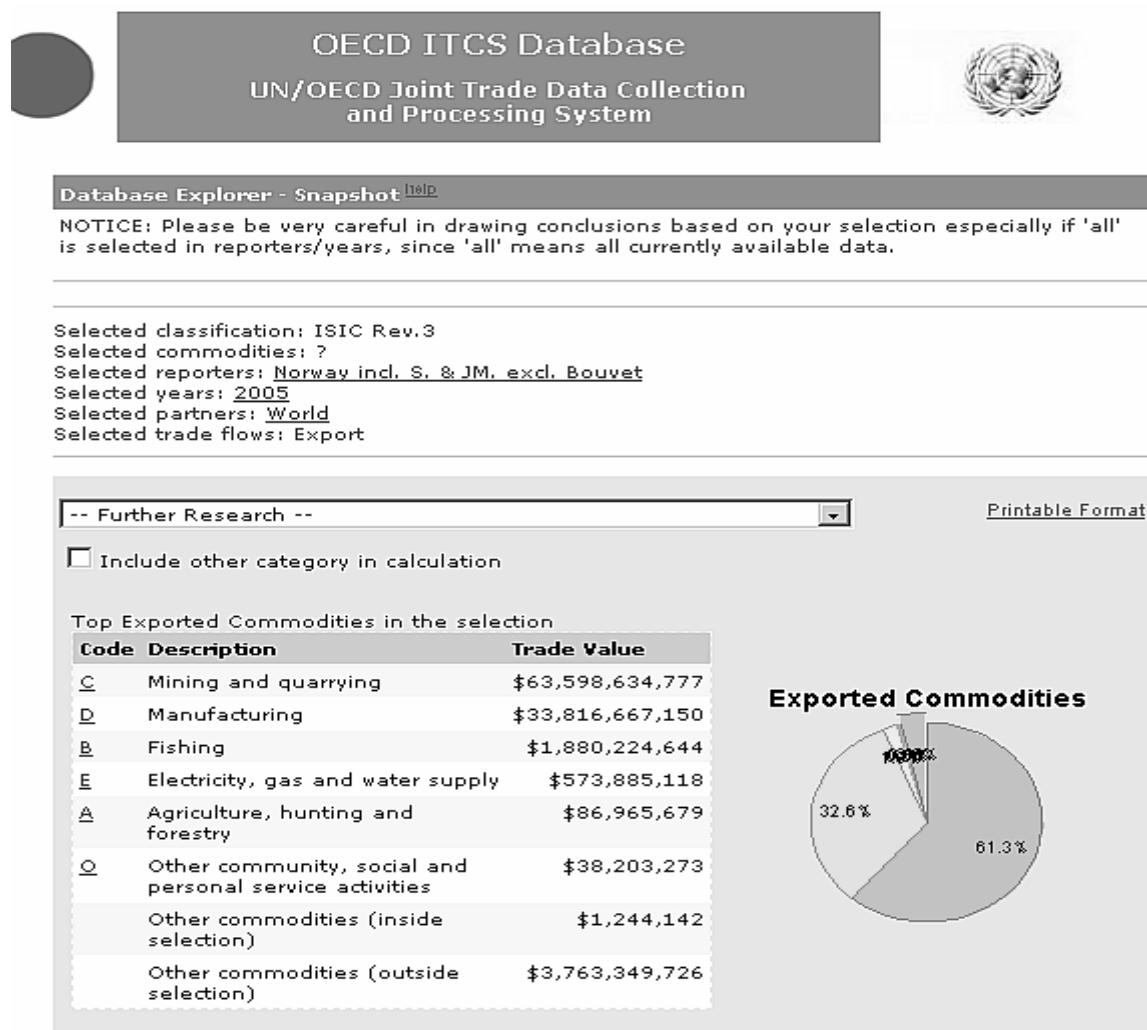 OECD ITCS Database
UN/OECD Joint Trade Data Collection
and Processing System
Database Explorer - Snapshot help
NOTICE: Please be very careful in drawing conclusions based on your selection especially if 'all'
is selected in reporters/years, since 'all' means all currently available data.
Selected classification: ISIC Rev.3
Selected commodities: ?
Selected reporters: Norway incl. S. & JM. excl. Bouvet
Selected years: 2005
Selected partners: World
Selected trade flows: Export
-- Further Research --
Printable Format
Include other category in calculation
Top Exported Commodities in the selection
Code Description Trade Value
C Mining and quarrying $63,598,634,777
D Manufacturing $33,816,667,150
B Fishing $1,880,224,644
E Electricity, gas and water supply $573,885,118
A Agriculture, hunting and $86,965,679
forestry
O Other community, social and $38,203,273
personal service activities
Other commodities (inside $1,244,142
selection)
Other commodities (outside $3,763,349,726
selection)
Exported Commodities
32.6%
61.3%